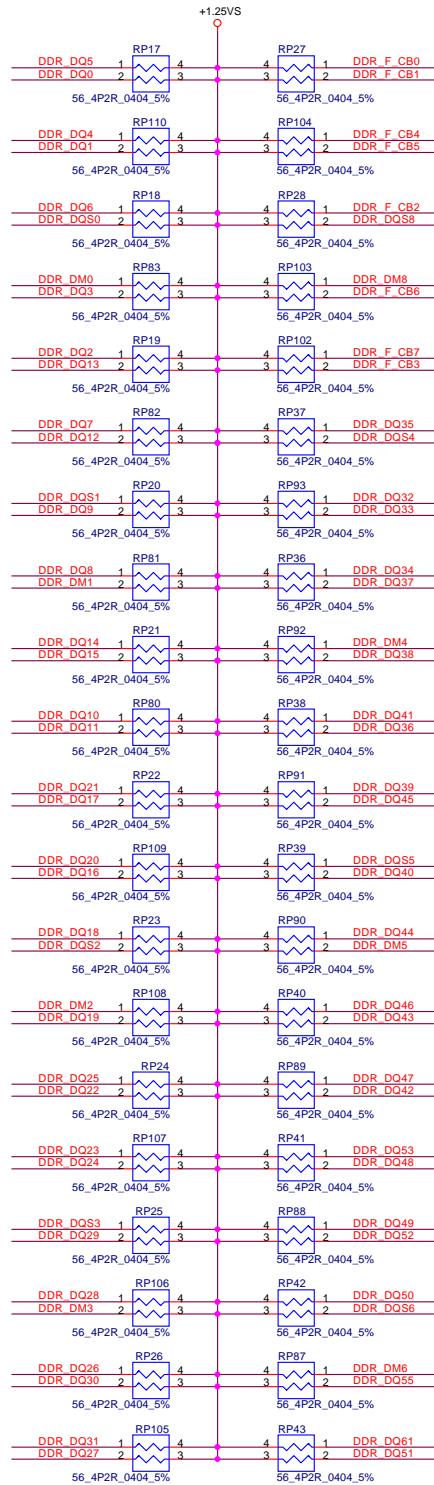 +1.25VS
RP17 RP27
DDR_DQ5 1 4 4 1 DDR_F_CB0
DDR_DQ0 2 3 3 2 DDR_F_CB1
56_4P2R_0404_5% 56_4P2R_0404_5%
RP110 RP104
DDR_DQ4 1 4 4 1 DDR_F_CB4
DDR_DQ1 2 3 3 2 DDR_F_CB5
56_4P2R_0404_5% 56_4P2R_0404_5%
RP18 RP28
DDR_DQ6 1 4 4 1 DDR_F_CB2
DDR_DQS0 2 3 3 2 DDR_DQS8
56_4P2R_0404_5% 56_4P2R_0404_5%
RP83 RP103
DDR_DM0 1 4 4 1 DDR_DM8
DDR_DQ3 2 3 3 2 DDR_F_CB6
56_4P2R_0404_5% 56_4P2R_0404_5%
RP19 RP102
DDR_DQ2 1 4 4 1 DDR_F_CB7
DDR_DQ13 2 3 3 2 DDR_F_CB3
56_4P2R_0404_5% 56_4P2R_0404_5%
RP82 RP37
DDR_DQ7 1 4 4 1 DDR_DQ35
DDR_DQ12 2 3 3 2 DDR_DQS4
56_4P2R_0404_5% 56_4P2R_0404_5%
RP20 RP93
DDR_DQS1 1 4 4 1 DDR_DQ32
DDR_DQ9 2 3 3 2 DDR_DQ33
56_4P2R_0404_5% 56_4P2R_0404_5%
RP81 RP36
DDR_DQ8 1 4 4 1 DDR_DQ34
DDR_DM1 2 3 3 2 DDR_DQ37
56_4P2R_0404_5% 56_4P2R_0404_5%
RP21 RP92
DDR_DQ14 1 4 4 1 DDR_DM4
DDR_DQ15 2 3 3 2 DDR_DQ38
56_4P2R_0404_5% 56_4P2R_0404_5%
RP80 RP38
DDR_DQ10 1 4 4 1 DDR_DQ41
DDR_DQ11 2 3 3 2 DDR_DQ36
56_4P2R_0404_5% 56_4P2R_0404_5%
RP22 RP91
DDR_DQ21 1 4 4 1 DDR_DQ39
DDR_DQ17 2 3 3 2 DDR_DQ45
56_4P2R_0404_5% 56_4P2R_0404_5%
RP109 RP39
DDR_DQ20 1 4 4 1 DDR_DQS5
DDR_DQ16 2 3 3 2 DDR_DQ40
56_4P2R_0404_5% 56_4P2R_0404_5%
RP23 RP90
DDR_DQ18 1 4 4 1 DDR_DQ44
DDR_DQS2 2 3 3 2 DDR_DM5
56_4P2R_0404_5% 56_4P2R_0404_5%
RP108 RP40
DDR_DM2 1 4 4 1 DDR_DQ46
DDR_DQ19 2 3 3 2 DDR_DQ43
56_4P2R_0404_5% 56_4P2R_0404_5%
RP24 RP89
DDR_DQ25 1 4 4 1 DDR_DQ47
DDR_DQ22 2 3 3 2 DDR_DQ42
56_4P2R_0404_5% 56_4P2R_0404_5%
RP107 RP41
DDR_DQ23 1 4 4 1 DDR_DQ53
DDR_DQ24 2 3 3 2 DDR_DQ48
56_4P2R_0404_5% 56_4P2R_0404_5%
RP25 RP88
DDR_DQS3 1 4 4 1 DDR_DQ49
DDR_DQ29 2 3 3 2 DDR_DQ52
56_4P2R_0404_5% 56_4P2R_0404_5%
RP106 RP42
DDR_DQ28 1 4 4 1 DDR_DQ50
DDR_DM3 2 3 3 2 DDR_DQS6
56_4P2R_0404_5% 56_4P2R_0404_5%
RP26 RP87
DDR_DQ26 1 4 4 1 DDR_DM6
DDR_DQ30 2 3 3 2 DDR_DQ55
56_4P2R_0404_5% 56_4P2R_0404_5%
RP105 RP43
DDR_DQ31 1 4 4 1 DDR_DQ61
DDR_DQ27 2 3 3 2 DDR_DQ51
56_4P2R_0404_5% 56_4P2R_0404_5%